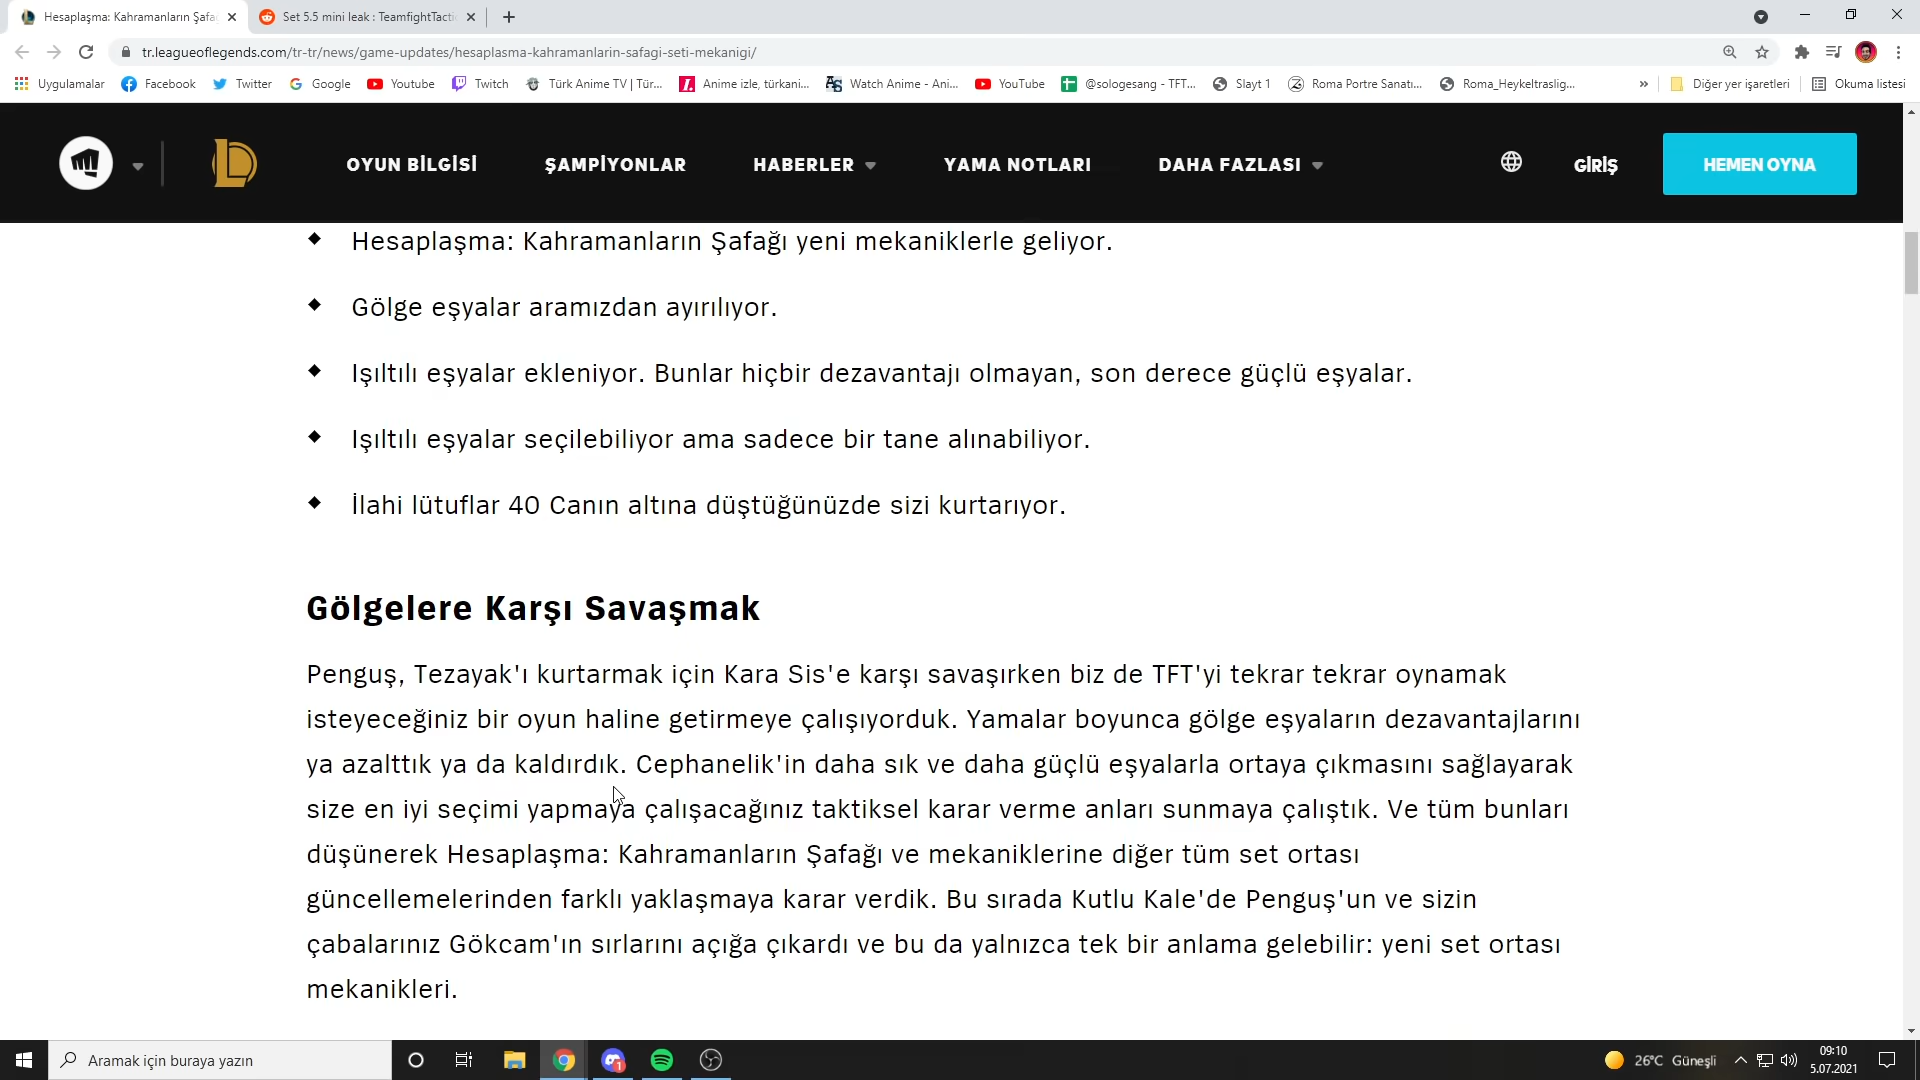 Hesaplaşma: Kahramanların Şafa
Set 5.5 mini leak : TeamfightTacti
tr.leagueoflegends.com/tr-tr/news/game-updates/hesaplasma-kahramanlarin-safagi-seti-mekanigi/
Uygulamalar
Facebook
Twitter
Google
Youtube
Twitch
Türk Anime TV | Tür...
Anime izle, türkani...
Watch Anime - Ani...
YouTube
@sologesang - TFT...
Slayt 1
Roma Portre Sanatı...
Roma_Heykeltraslig...
»
Diğer yer işaretleri
Okuma listesi
OYUN BİLGİSİ
ŞAMPİYONLAR
HABERLER
YAMA NOTLARI
DAHA FAZLASI
GİRİŞ
HEMEN OYNA
Hesaplaşma: Kahramanların Şafağı yeni mekaniklerle geliyor.
Gölge eşyalar aramızdan ayırılıyor.
Işıltılı eşyalar ekleniyor. Bunlar hiçbir dezavantajı olmayan, son derece güçlü eşyalar.
Işıltılı eşyalar seçilebiliyor ama sadece bir tane alınabiliyor.
İlahi lütuflar 40 Canın altına düştüğünüzde sizi kurtarıyor.
Gölgelere Karşı Savaşmak
Penguş, Tezayak'ı kurtarmak için Kara Sis'e karşı savaşırken biz de TFT'yi tekrar tekrar oynamak
isteyeceğiniz bir oyun haline getirmeye çalışıyorduk. Yamalar boyunca gölge eşyaların dezavantajlarını
ya azalttık ya da kaldırdık. Cephanelik'in daha sık ve daha güçlü eşyalarla ortaya çıkmasını sağlayarak
size en iyi seçimi yapmaya çalışacağınız taktiksel karar verme anları sunmaya çalıştık. Ve tüm bunları
düşünerek Hesaplaşma: Kahramanların Şafağı ve mekaniklerine diğer tüm set ortası
güncellemelerinden farklı yaklaşmaya karar verdik. Bu sırada Kutlu Kale'de Penguş'un ve sizin
çabalarınız Gökcam'ın sırlarını açığa çıkardı ve bu da yalnızca tek bir anlama gelebilir: yeni set ortası
mekanikleri.
Aramak için buraya yazın
1
26°C Güneşli
09:10
5.07.2021